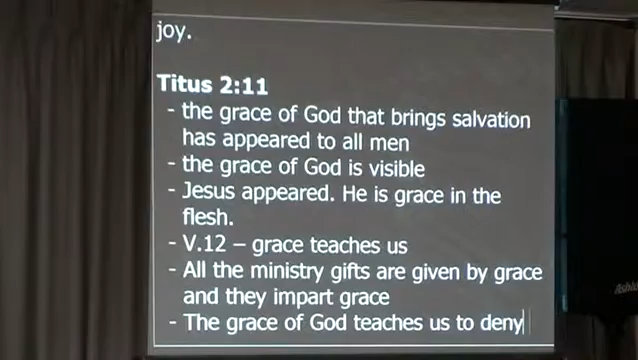 joy.
Titus 2:11
- the grace of God that brings salvation
has appeared to all men
- the grace of God is visible
- Jesus appeared. He is grace in the
flesh.
- V.12 – grace teaches us
- All the ministry gifts are given by grace
and they impart grace
- The grace of God teaches us to deny